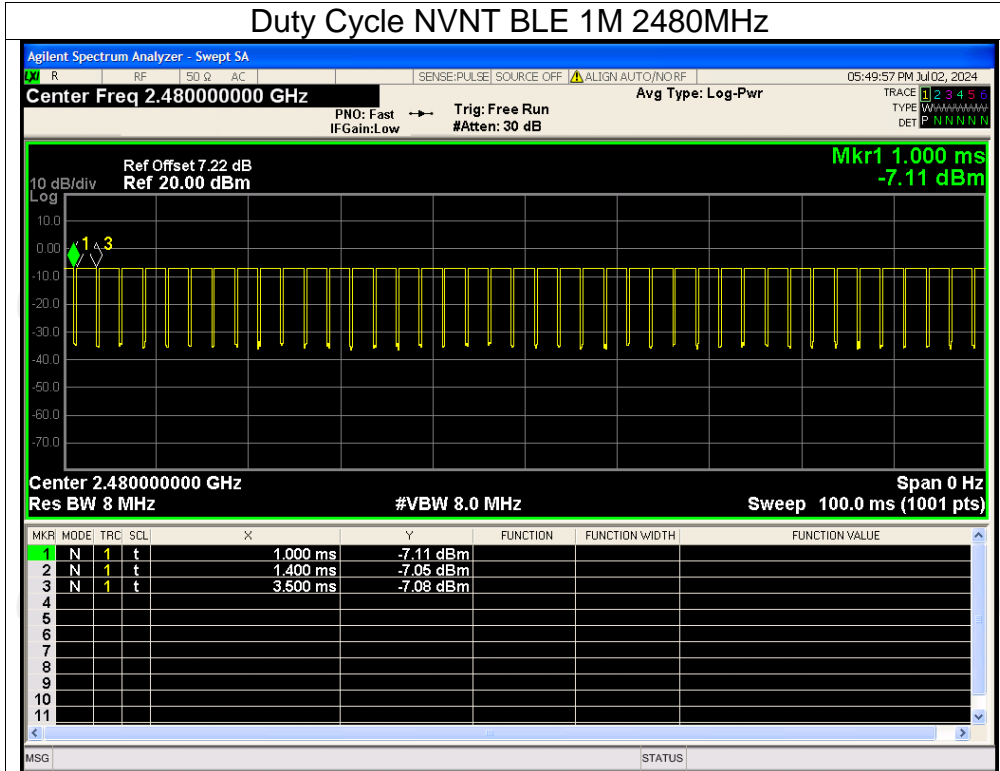 Duty Cycle NVNT BLE 1M 2480MHz
Agilent Spectrum Analyzer - Swept SA
LXI R RF 50 Ω AC SENSE:PULSE SOURCE OFF ALIGN AUTO/NO RF 05:49:57 PM Jul 02, 2024
Center Freq 2.480000000 GHz Avg Type: Log-Pwr TRACE 1 2 3 4 5 6
PNO: Fast Trig: Free Run TYPE WWWWWW
IFGain:Low #Atten: 30 dB DET P N N N N N
Mkr1 1.000 ms
Ref Offset 7.22 dB
10 dB/div Ref 20.00 dBm -7.11 dBm
Log
10.0
0.00
1 3
-10.0
-20.0
-30.0
-40.0
-50.0
-60.0
-70.0
Center 2.480000000 GHz Span 0 Hz
Res BW 8 MHz #VBW 8.0 MHz Sweep 100.0 ms (1001 pts)
MKR MODE TRC SCL X Y FUNCTION FUNCTION WIDTH FUNCTION VALUE
1 N 1 t 1.000 ms -7.11 dBm
2 N 1 t 1.400 ms -7.05 dBm
3 N 1 t 3.500 ms -7.08 dBm
4
5
6
7
8
9
10
11
MSG STATUS